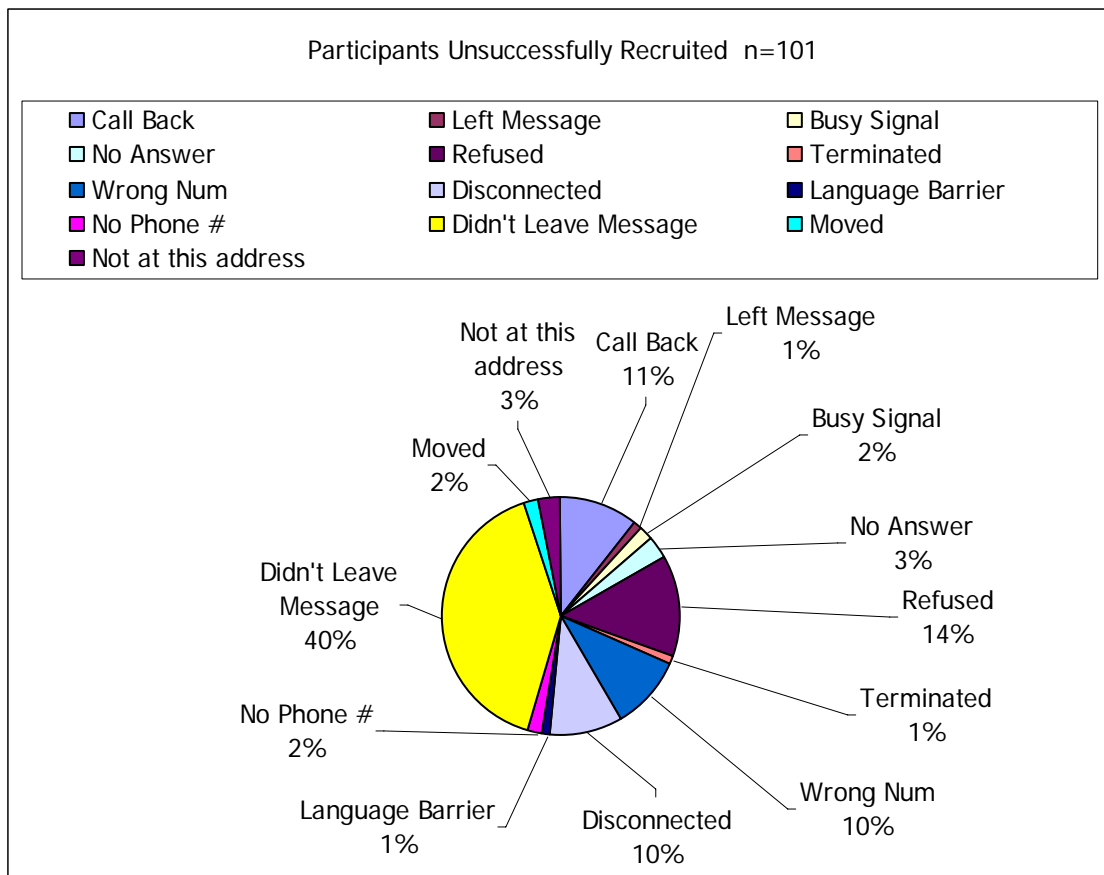 Participants Unsuccessfully Recruited n=101
Call Back
Left Message
Busy Signal
No Answer
Refused
Terminated
Wrong Num
Disconnected
Language Barrier
No Phone #
Didn't Leave Message
Moved
Not at this address
Left Message
1%
Not at this
address
3%
Call Back
11%
Busy Signal
2%
Moved
2%
No Answer
3%
Didn't Leave
Message
40%
Refused
14%
Terminated
1%
No Phone #
2%
Wrong Num
10%
Language Barrier
1%
Disconnected
10%